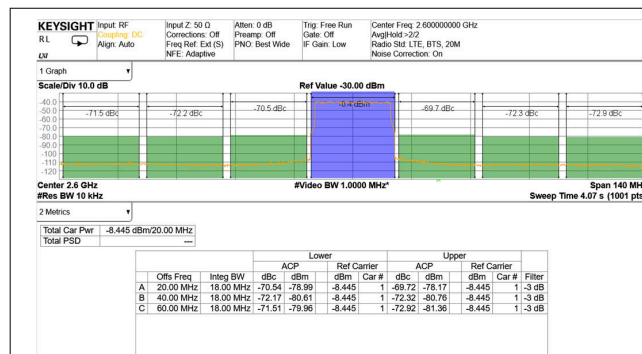 KEYSIGHT Input: RF Input Z: 50 Ω Atten: 0 dB Trig: Free Run Center Freq: 2.600000000 GHz
RL Coupling: DC Corrections: Off Preamp: Off Gate: Off Avg|Hold:>2/2
Align: Auto Freq Ref: Ext (S) PNO: Best Wide IF Gain: Low Radio Std: LTE, BTS, 20M
LXI NFE: Adaptive Noise Correction: On
1 Graph
Scale/Div 10.0 dB Ref Value -30.00 dBm
-40.0
-50.0
-60.0
-70.0
-80.0
-90.0
-100
-110
-120
-71.5 dBc -72.2 dBc -70.5 dBc -8.4 dBm -69.7 dBc -72.3 dBc -72.9 dBc
Center 2.6 GHz #Video BW 1.0000 MHz* Span 140 MH
#Res BW 10 kHz Sweep Time 4.07 s (1001 pts
2 Metrics
Total Car Pwr -8.445 dBm/20.00 MHz
Total PSD ---
Lower Upper
ACP Ref Carrier ACP Ref Carrier
Offs Freq Integ BW dBc dBm dBm Car # dBc dBm dBm Car # Filter
A 20.00 MHz 18.00 MHz -70.54 -78.99 -8.445 1 -69.72 -78.17 -8.445 1 -3 dB
B 40.00 MHz 18.00 MHz -72.17 -80.61 -8.445 1 -72.32 -80.76 -8.445 1 -3 dB
C 60.00 MHz 18.00 MHz -71.51 -79.96 -8.445 1 -72.92 -81.36 -8.445 1 -3 dB